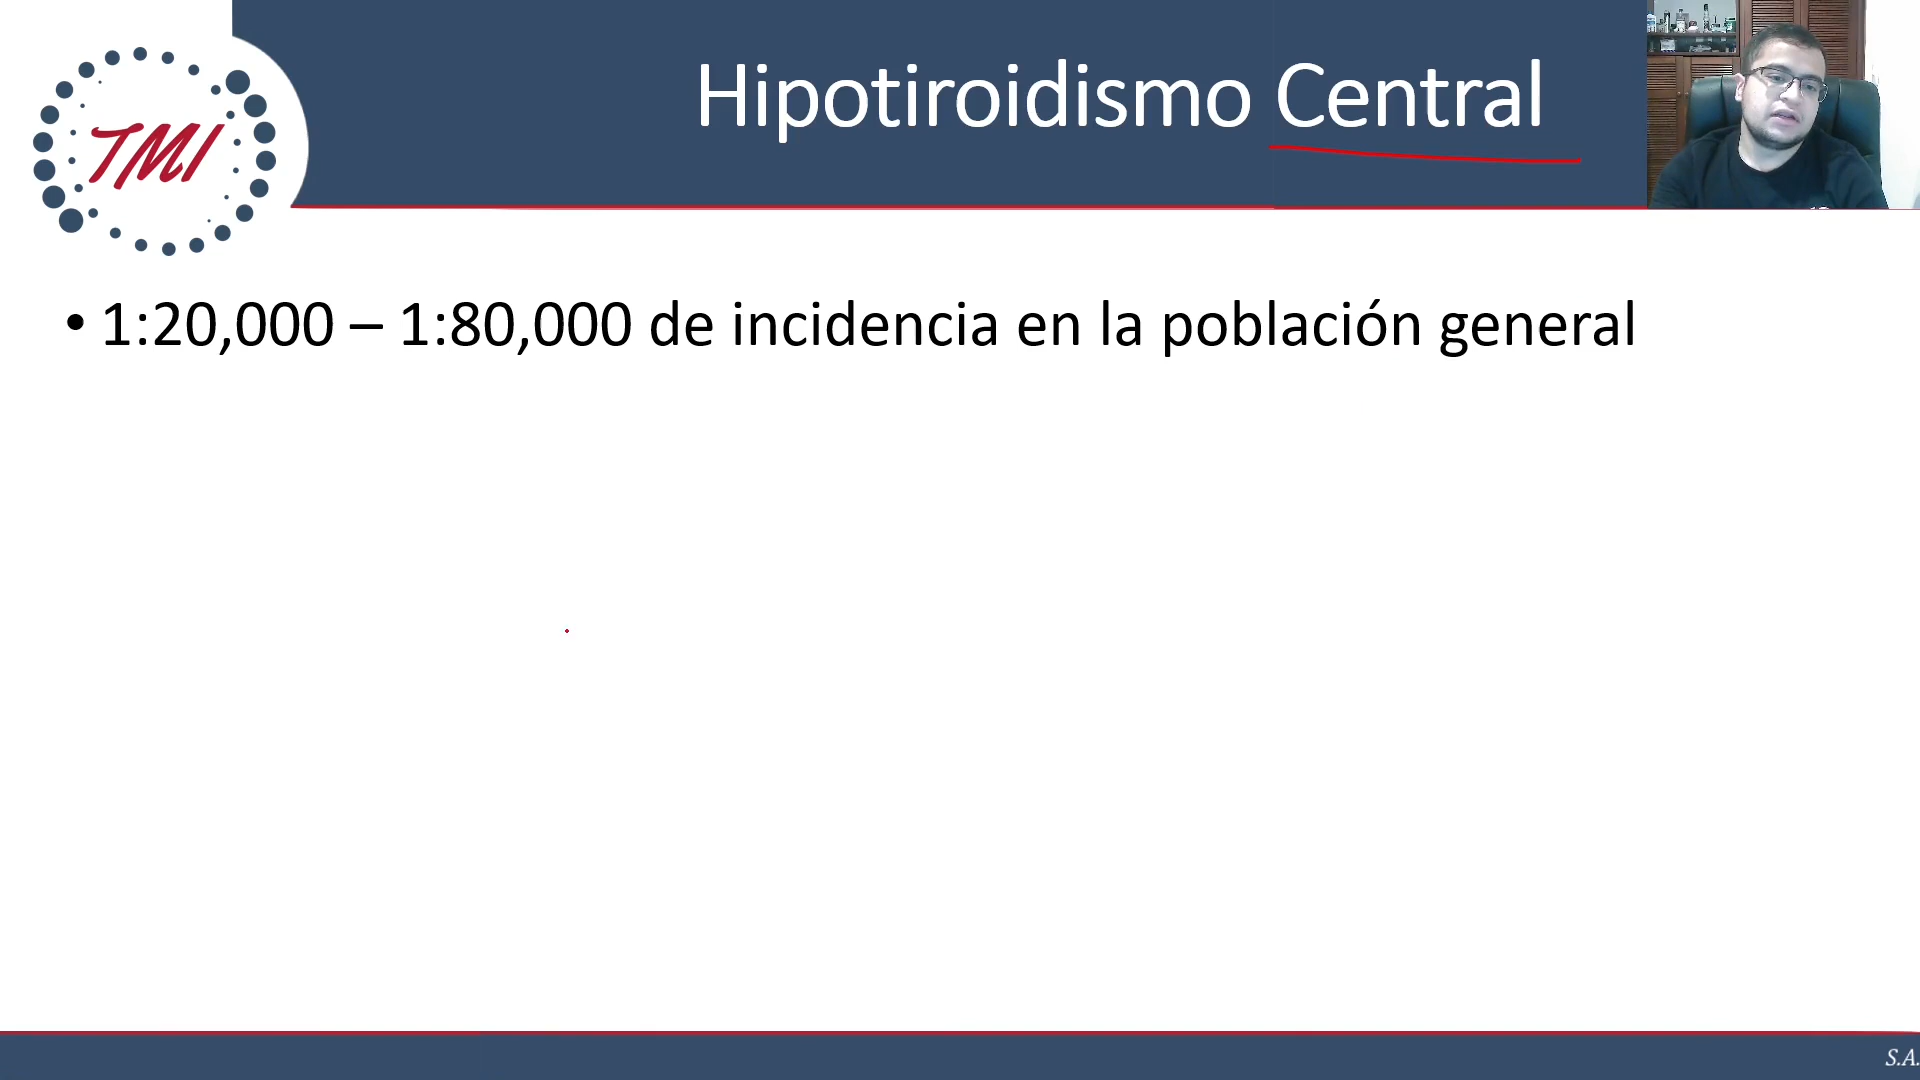 Hipotiroidismo Central
TMI
• 1:20,000 – 1:80,000 de incidencia en la población general
S.A.